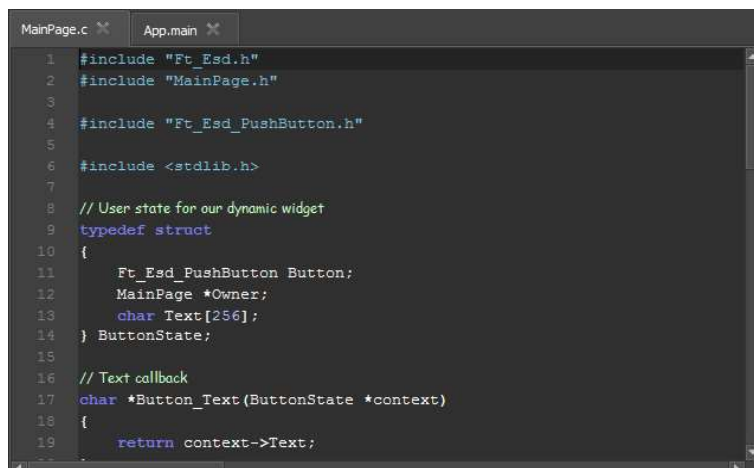 MainPage.c App.main
1 #include "Ft_Esd.h"
2 #include "MainPage.h"
3
4 #include "Ft_Esd_PushButton.h"
5
6 #include <stdlib.h>
7
8 // User state for our dynamic widget
9 typedef struct
10 {
11 Ft_Esd_PushButton Button;
12 MainPage *Owner;
13 char Text[256];
14 } ButtonState;
15
16 // Text callback
17 char *Button_Text(ButtonState *context)
18 {
19 return context->Text;